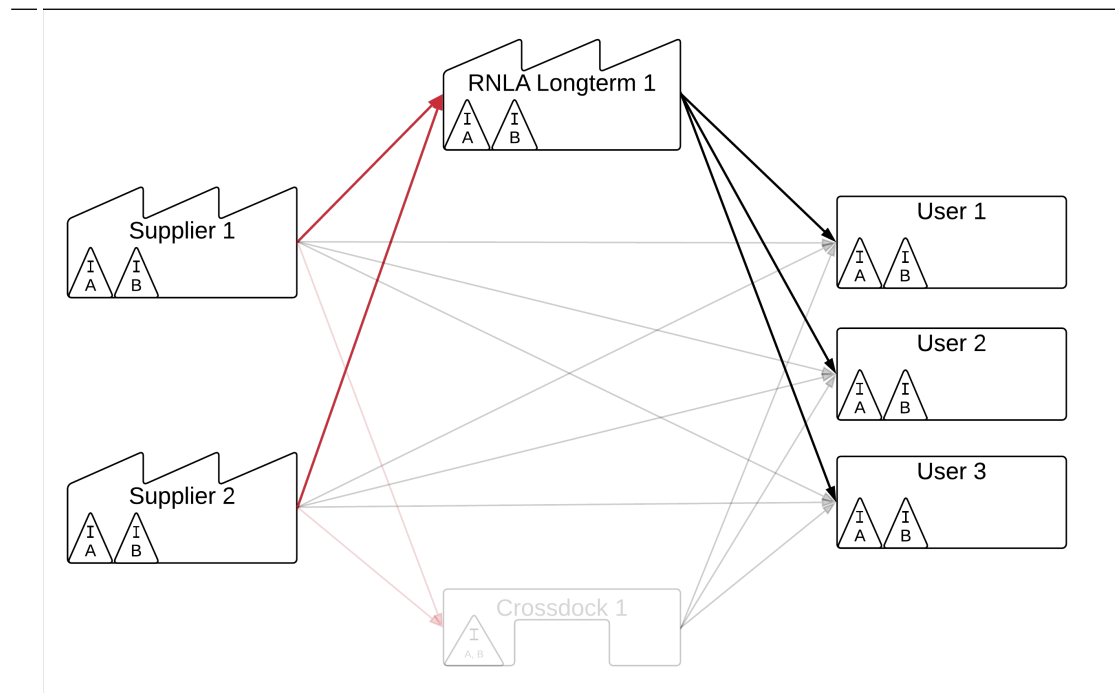 RNLA Longterm 1
I
A
I
B
Supplier 1
I
A
I
B
User 1
I
A
I
B
User 2
I
A
I
B
Supplier 2
I
A
I
B
User 3
I
A
I
B
Crossdock 1
I
A, B